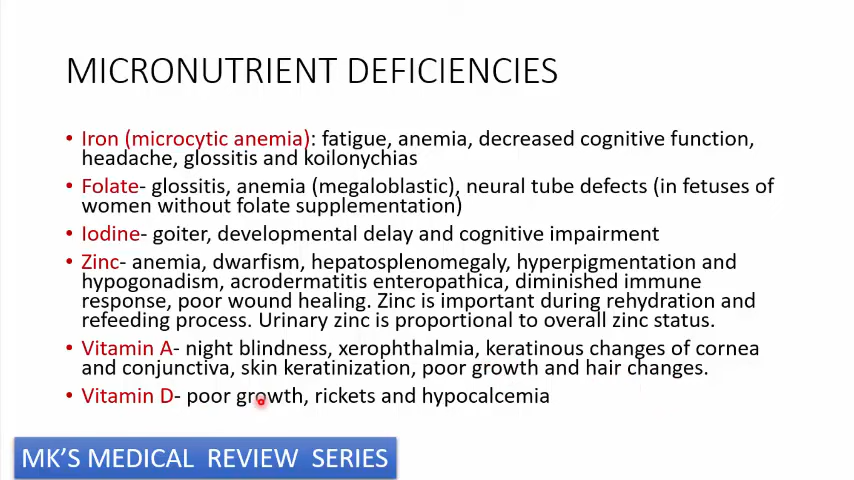 MICRONUTRIENT DEFICIENCIES
• Iron (microcytic anemia): fatigue, anemia, decreased cognitive function,
headache, glossitis and koilonychias
• Folate- glossitis, anemia (megaloblastic), neural tube defects (in fetuses of
women without folate supplementation)
• Iodine- goiter, developmental delay and cognitive impairment
• Zinc- anemia, dwarfism, hepatosplenomegaly, hyperpigmentation and
hypogonadism, acrodermatitis enteropathica, diminished immune
response, poor wound healing. Zinc is important during rehydration and
refeeding process. Urinary zinc is proportional to overall zinc status.
• Vitamin A- night blindness, xerophthalmia, keratinous changes of cornea
and conjunctiva, skin keratinization, poor growth and hair changes.
• Vitamin D- poor growth, rickets and hypocalcemia
MK'S MEDICAL REVIEW SERIES